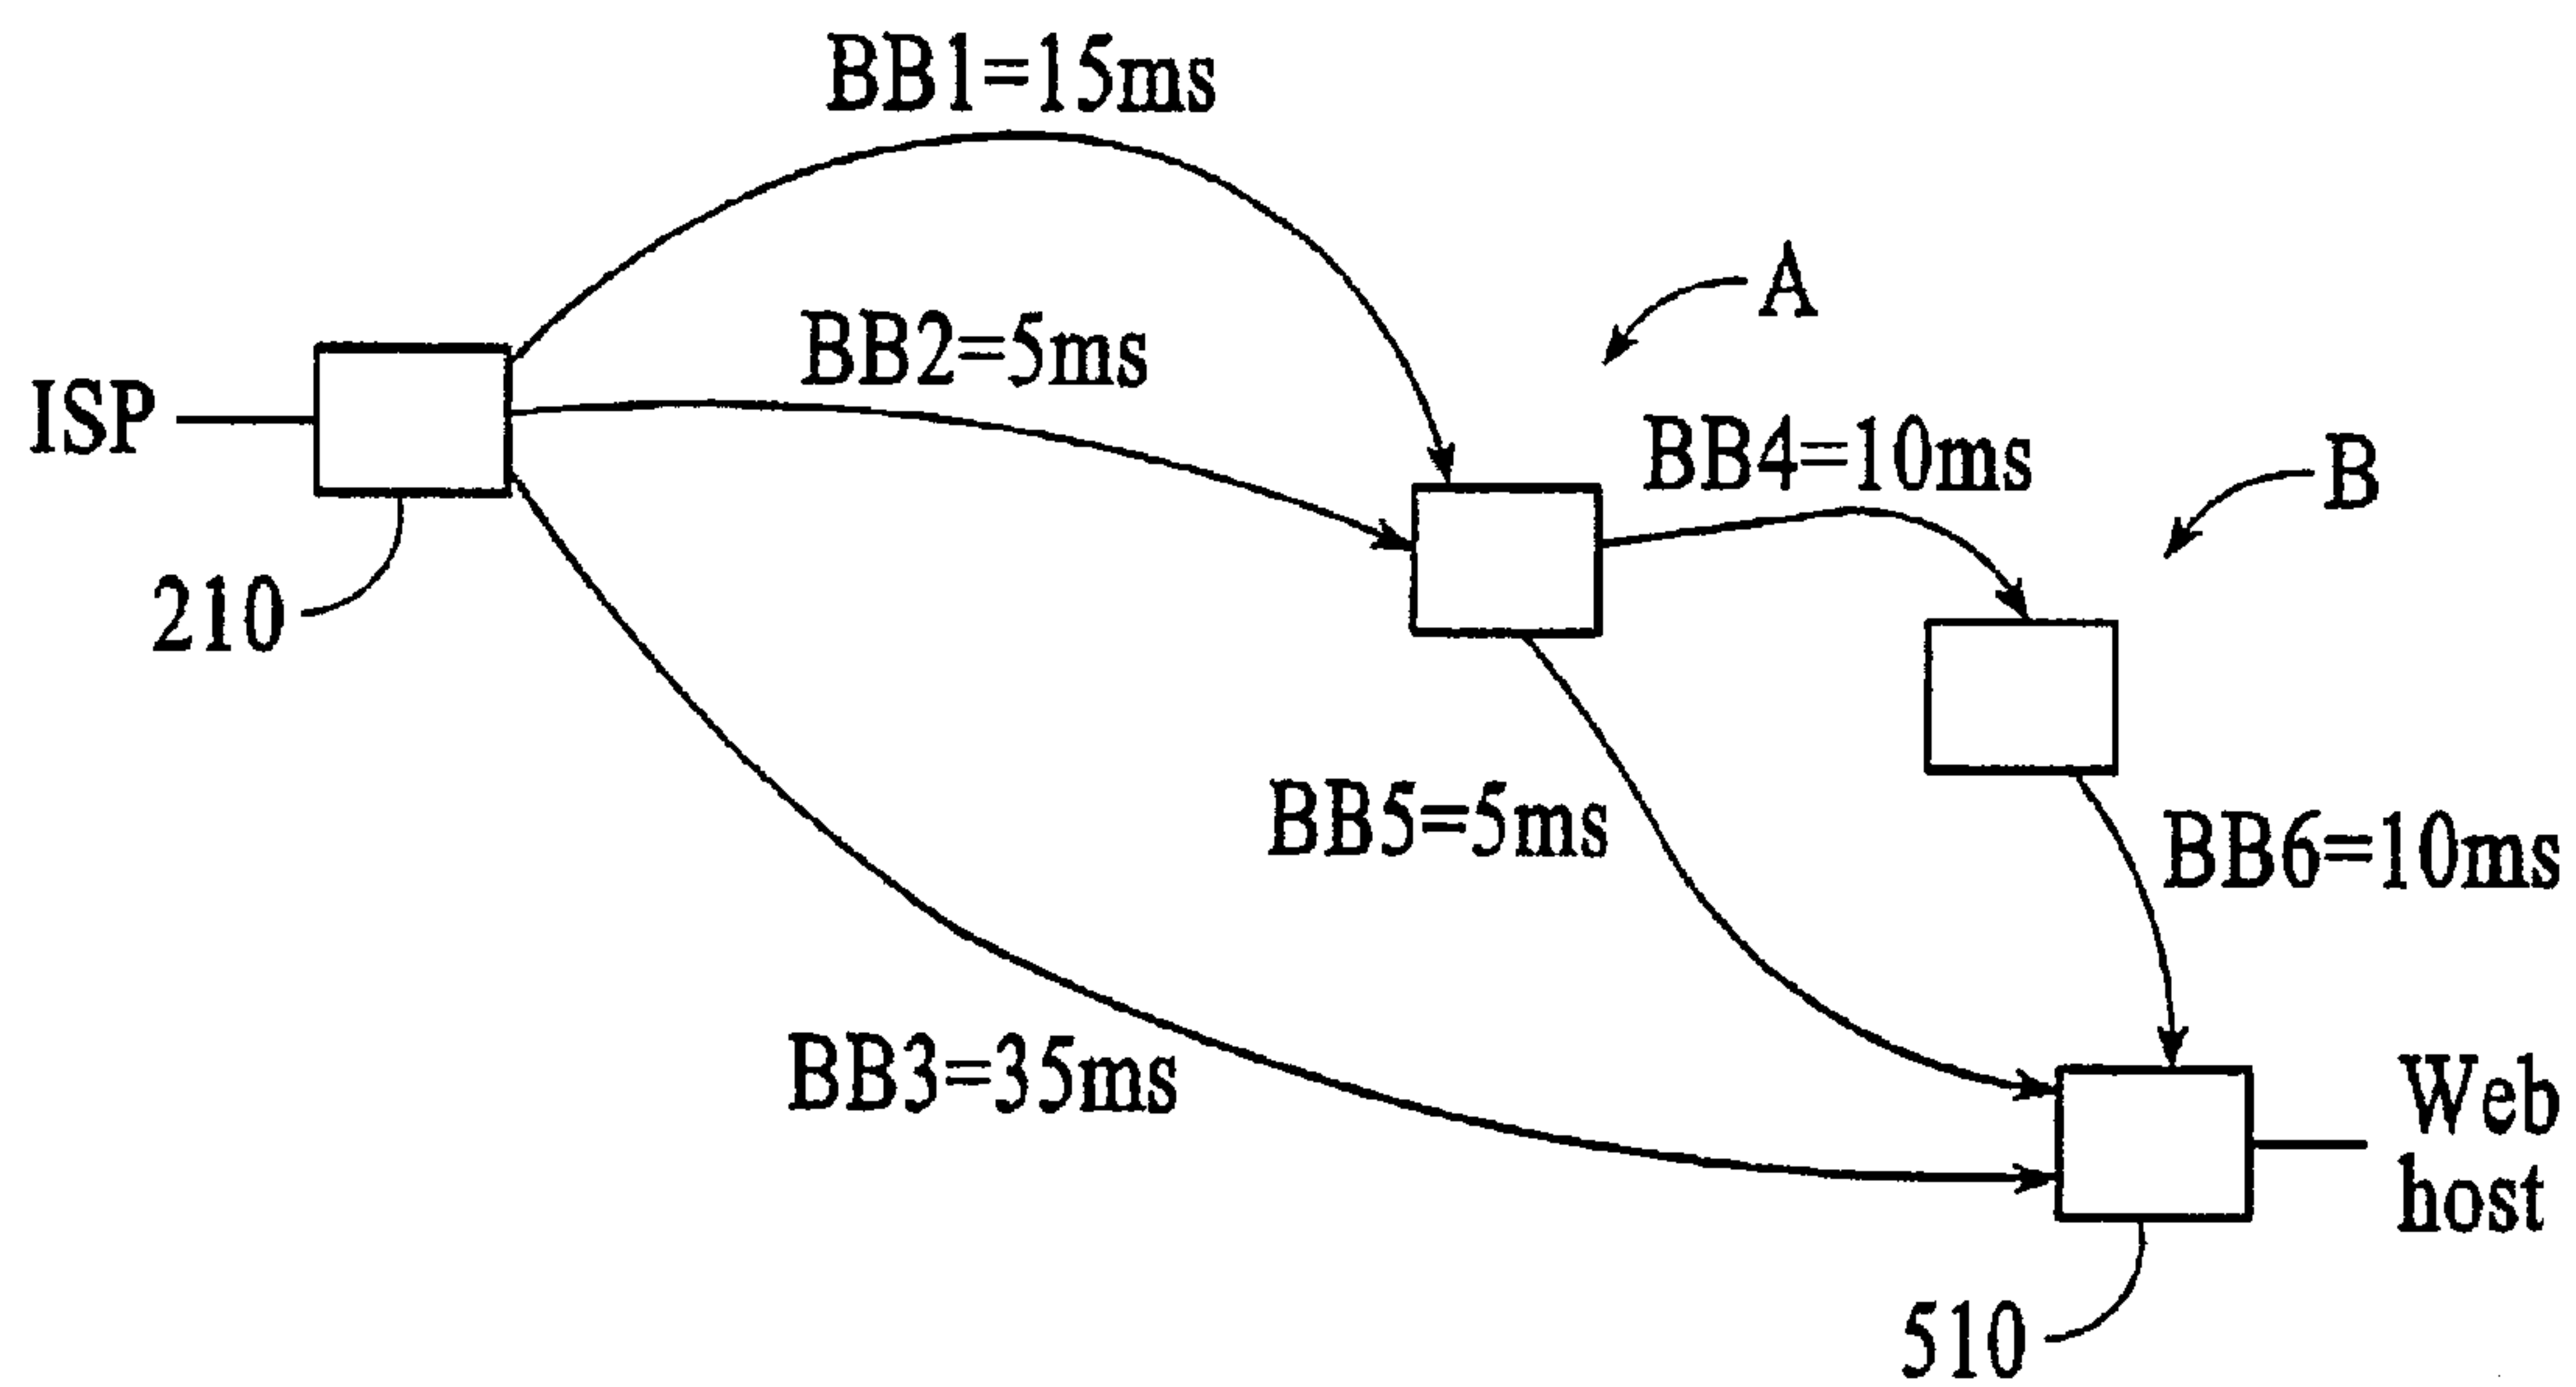 BB1=15ms
A
BB2=5ms
ISP
BB4=10ms
B
210
BB5=5ms
BB6=10ms
BB3=35ms
Web
host
510